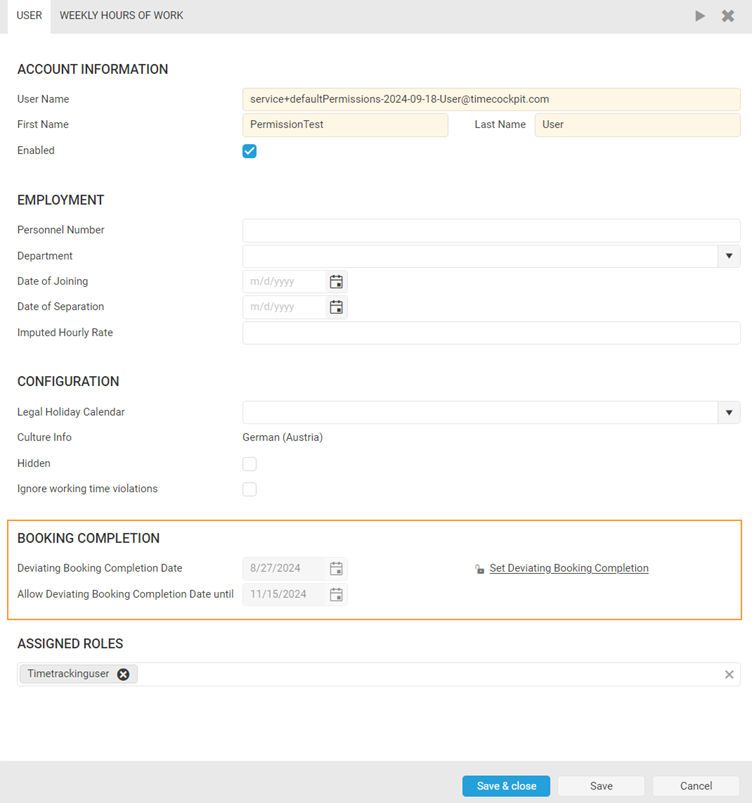 USER WEEKLY HOURS OF WORK
ACCOUNT INFORMATION
User Name service+defaultPermissions-2024-09-18-User@timecockpit.com
First Name PermissionTest Last Name User
Enabled
EMPLOYMENT
Personnel Number
Department
Date of Joining m/d/yyyy
Date of Separation m/d/yyyy
Imputed Hourly Rate
CONFIGURATION
Legal Holiday Calendar
Culture Info German (Austria)
Hidden
Ignore working time violations
BOOKING COMPLETION
Deviating Booking Completion Date 8/27/2024 Set Deviating Booking Completion
Allow Deviating Booking Completion Date until 11/15/2024
ASSIGNED ROLES
Timetrackinguser
Save & close Save Cancel